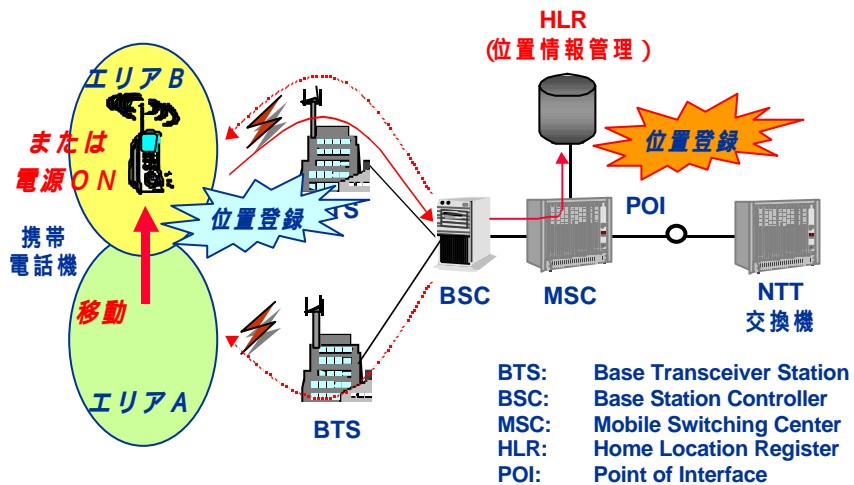 HLR
(位置情報管理)
エリアB
または
電源ON
位置登録
位置登録
TS
POI
携帯
電話機
移動
BSC
MSC
NTT
交換機
エリアA
BTS
BTS: Base Transceiver Station
BSC: Base Station Controller
MSC: Mobile Switching Center
HLR: Home Location Register
POI: Point of Interface